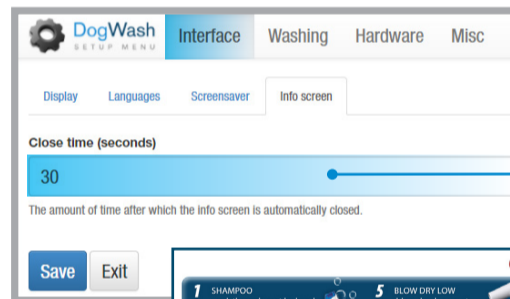 DogWash Interface Washing Hardware Misc
SETUP MENU
Display Languages Screensaver Info screen
Close time (seconds)
30
The amount of time after which the info screen is automatically closed.
Save Exit
1 SHAMPOO 5 BLOW DRY LOW